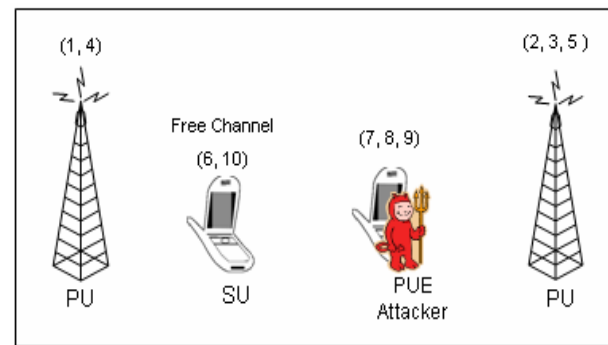 (1, 4)
(2, 3, 5 )
Free Channel
(6, 10)
(7, 8, 9)
PU
SU
PUE
Attacker
PU